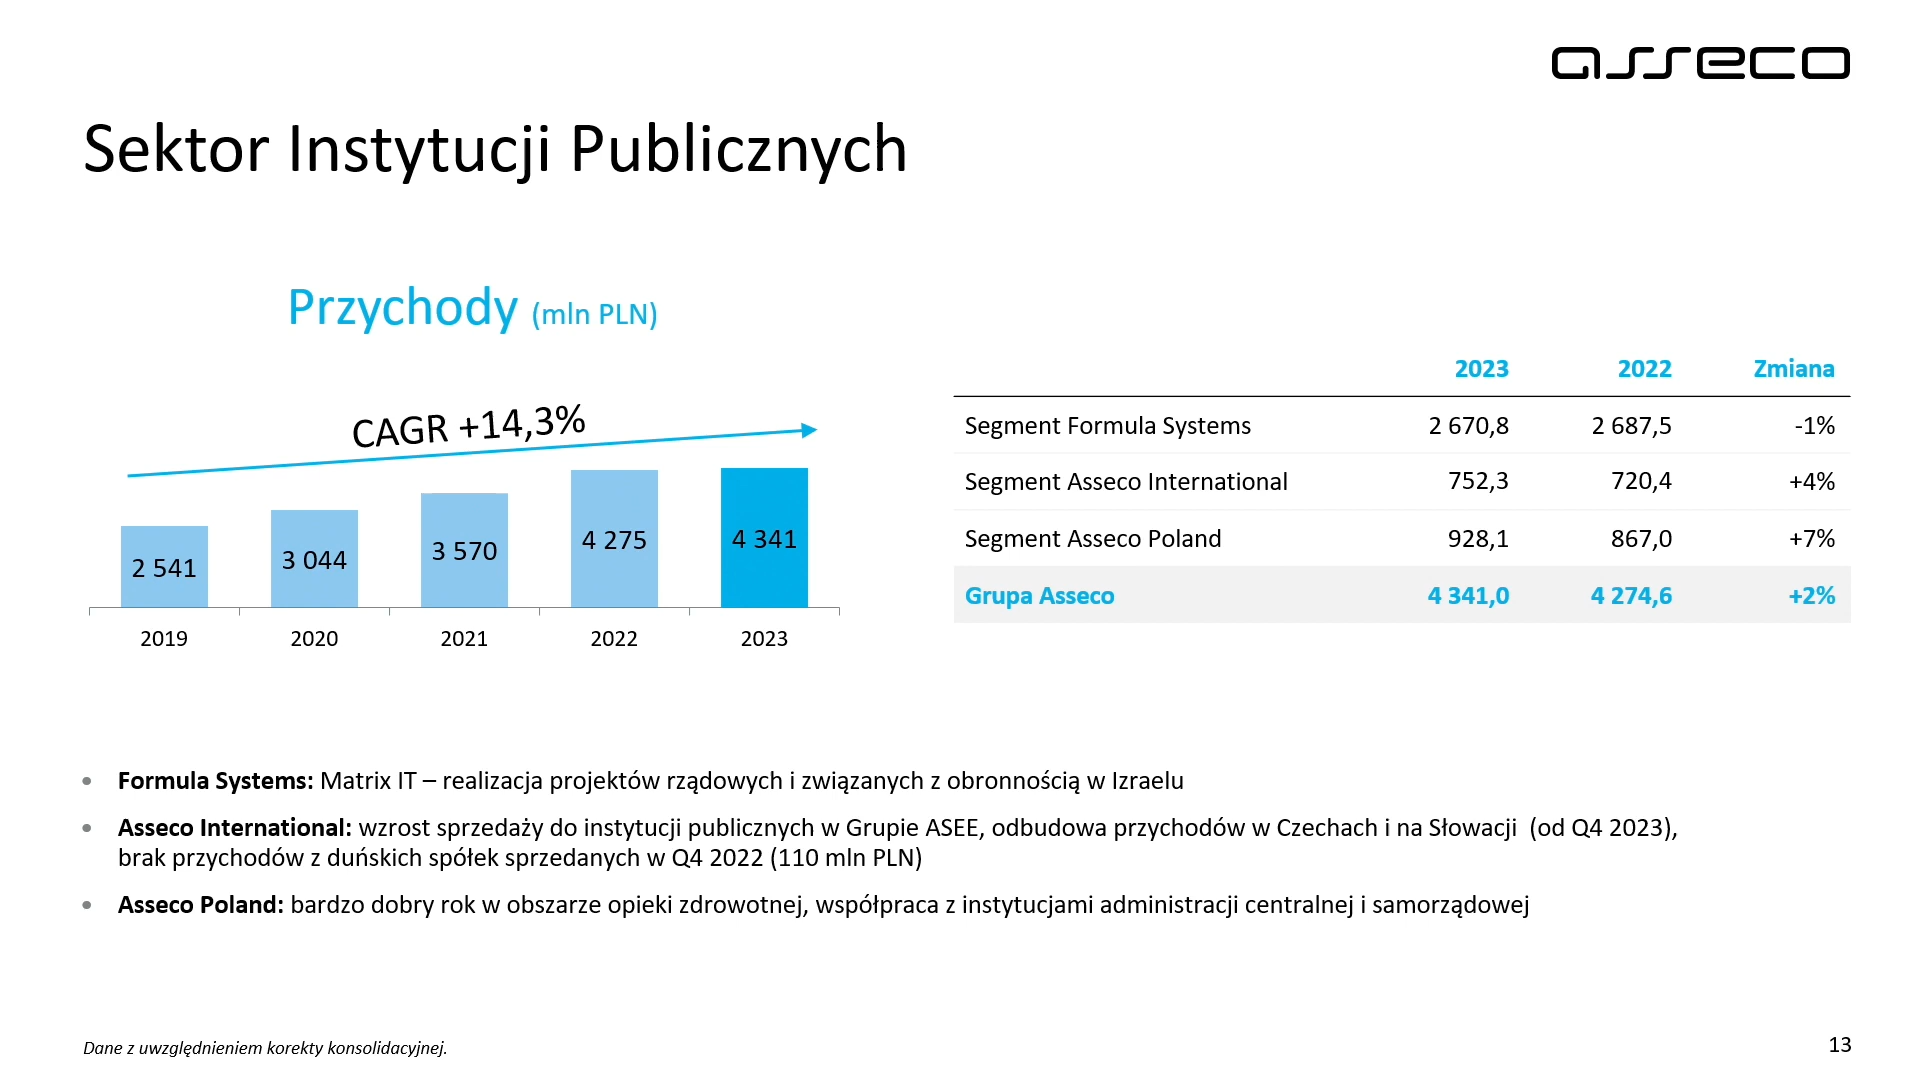 asseco
Sektor Instytucji Publicznych
Przychody (mln PLN)
CAGR +14,3%
2 541
3 044
3 570
4 275
4 341
2019
2020
2021
2022
2023
2023 2022 Zmiana
Segment Formula Systems 2 670,8 2 687,5 -1%
Segment Asseco International 752,3 720,4 +4%
Segment Asseco Poland 928,1 867,0 +7%
Grupa Asseco 4 341,0 4 274,6 +2%
• Formula Systems: Matrix IT – realizacja projektów rządowych i związanych z obronnością w Izraelu
• Asseco International: wzrost sprzedaży do instytucji publicznych w Grupie ASEE, odbudowa przychodów w Czechach i na Słowacji (od Q4 2023),
brak przychodów z duńskich spółek sprzedanych w Q4 2022 (110 mln PLN)
• Asseco Poland: bardzo dobry rok w obszarze opieki zdrowotnej, współpraca z instytucjami administracji centralnej i samorządowej
Dane z uwzględnieniem korekty konsolidacyjnej.
13